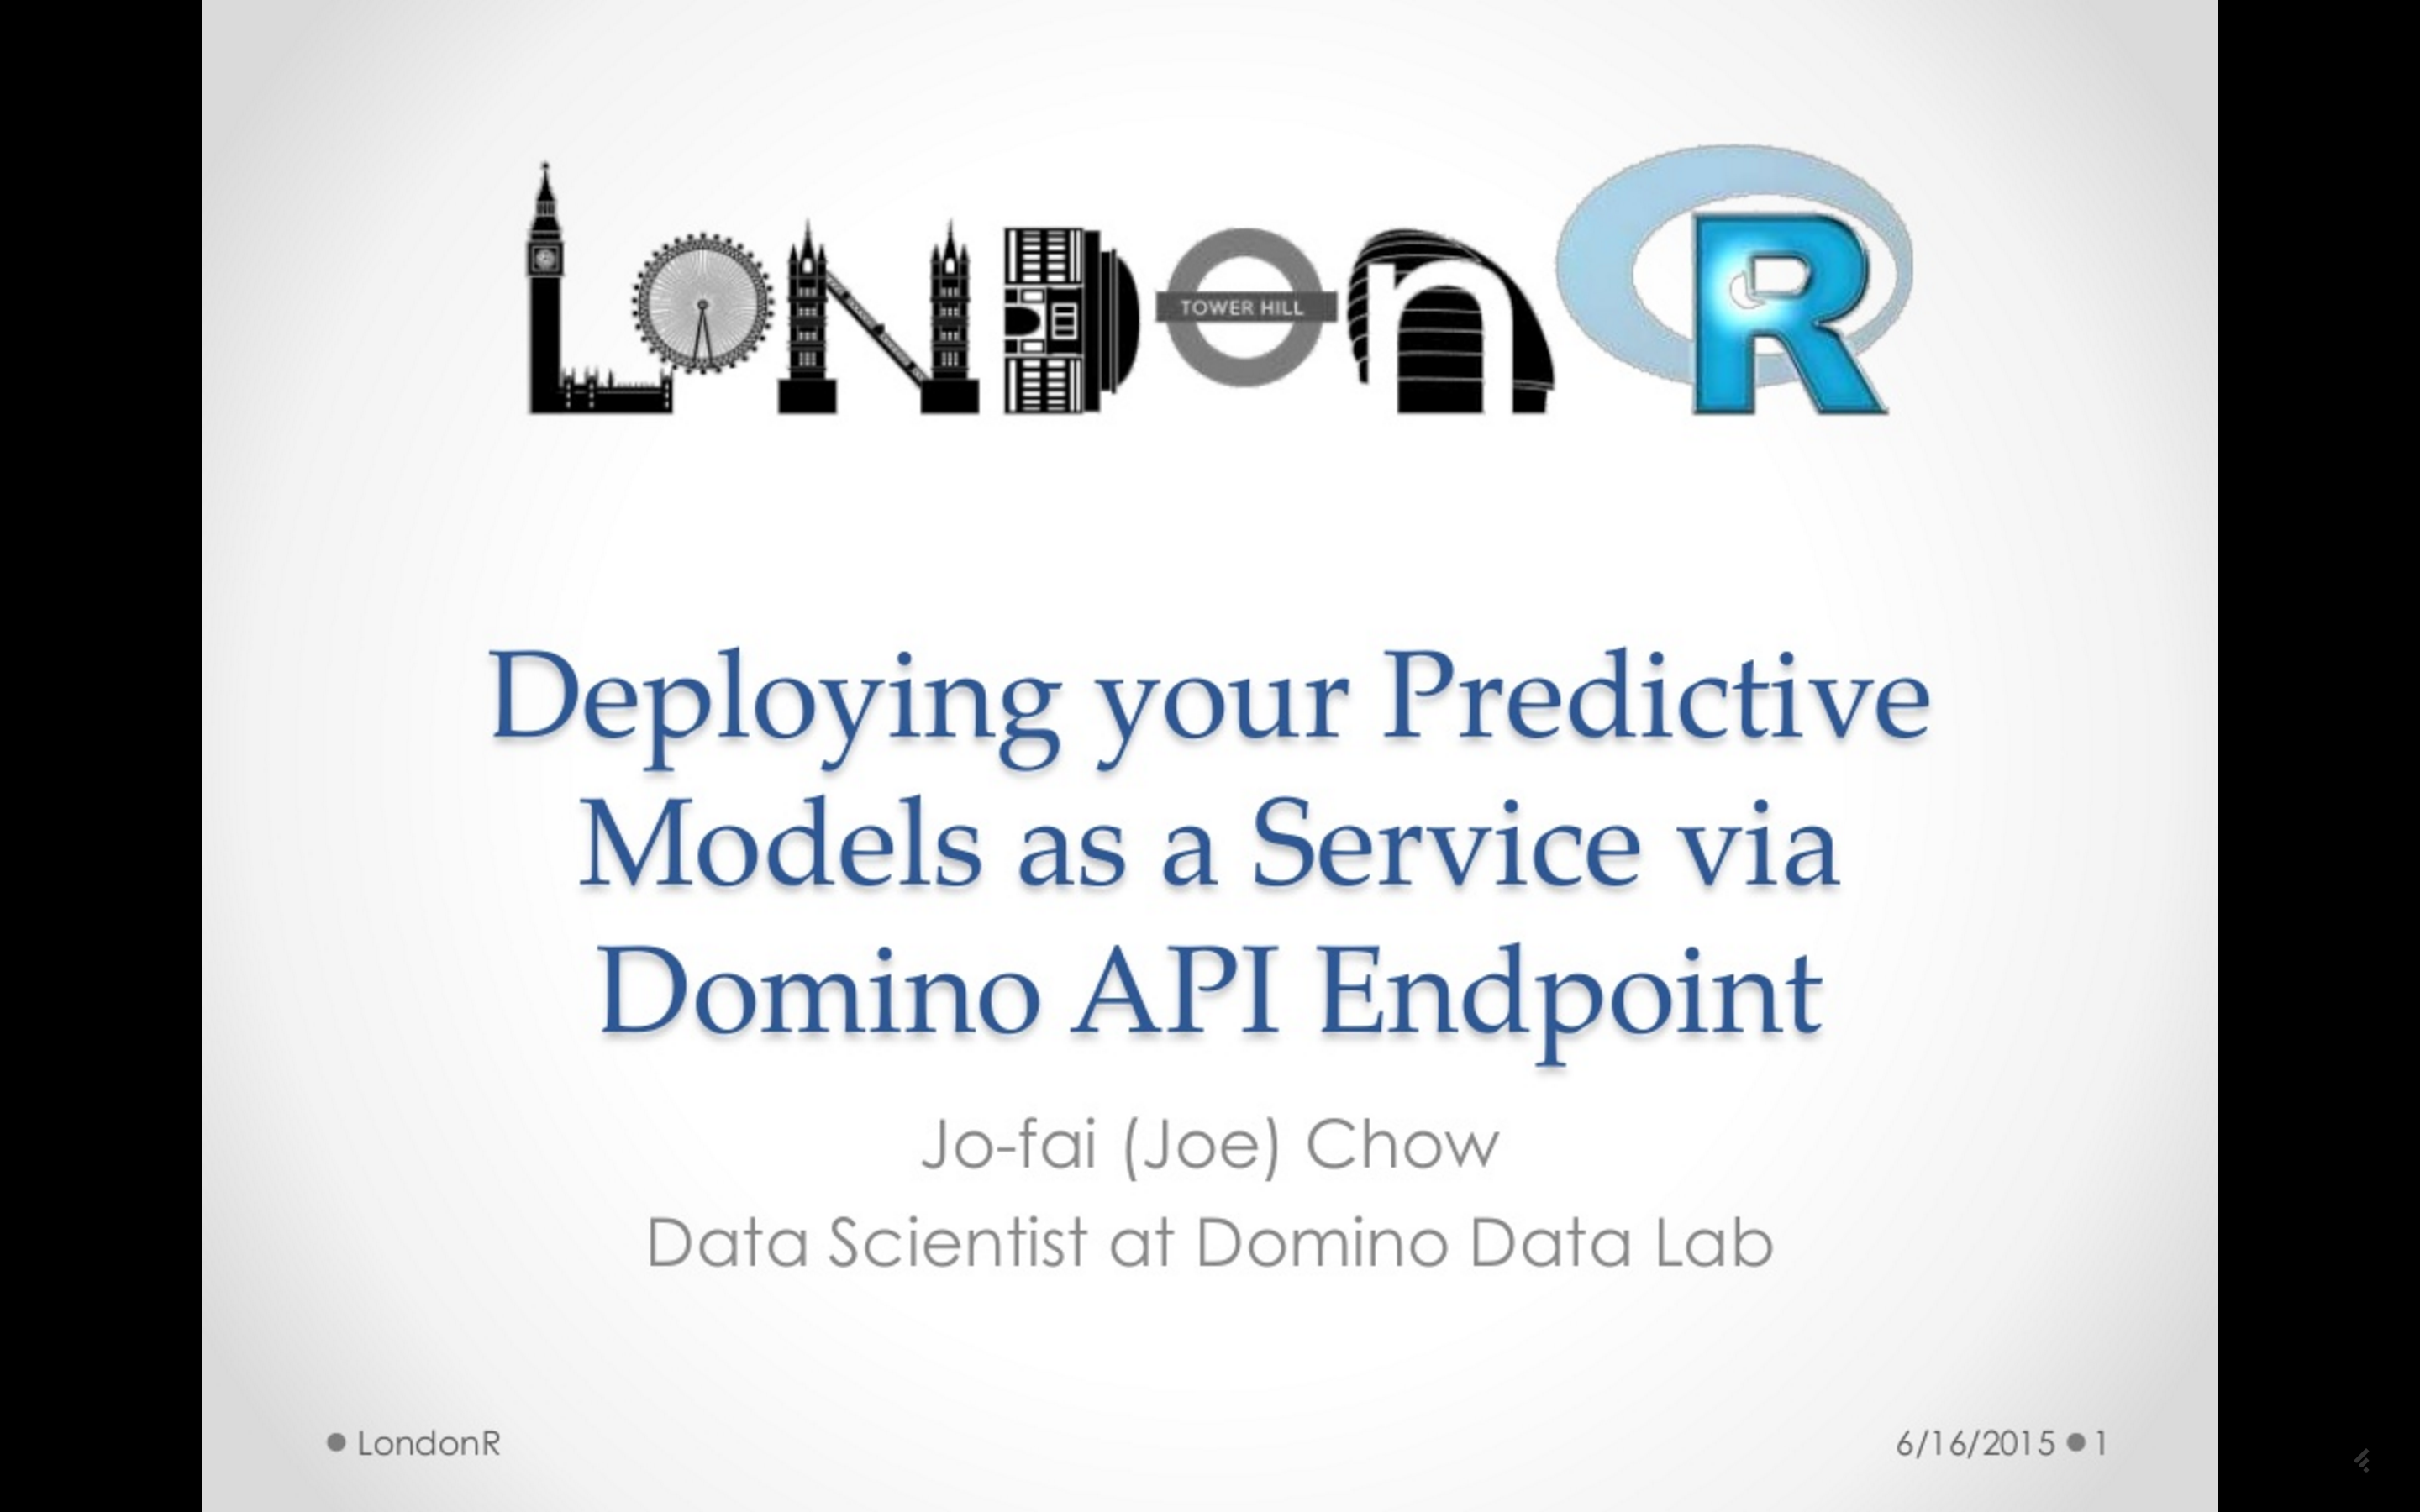 LONDOn R
TOWER HILL
Deploying your Predictive
Models as a Service via
Domino API Endpoint
Jo-fai (Joe) Chow
Data Scientist at Domino Data Lab
LondonR
6/16/2015 ● 1